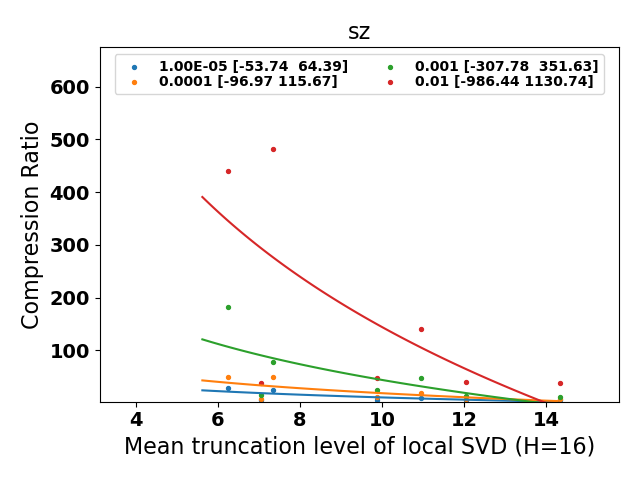 sz
1.00E-05 [-53.74  64.39]
0.0001 [-96.97 115.67]
0.001 [-307.78  351.63]
0.01 [-986.44 1130.74]
Compression Ratio
600
500
400
300
200
100
4 6 8 10 12 14
Mean truncation level of local SVD (H=16)